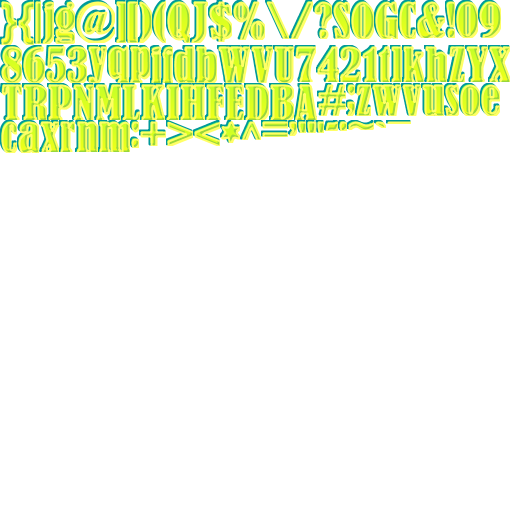 }{|jg@][)(QJ$%\/?SOGC&!09
8653yqpjfdbWVU7421tlkhZYX
TRPNMLKIHFEDBA#;ZWVUSOe
caxrnm:+><*^=,"'~`-